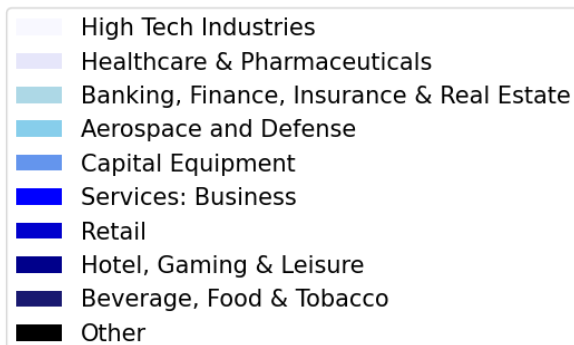 High Tech Industries
Healthcare & Pharmaceuticals
Banking, Finance, Insurance & Real Estate
Aerospace and Defense
Capital Equipment
Services: Business
Retail
Hotel, Gaming & Leisure
Beverage, Food & Tobacco
Other